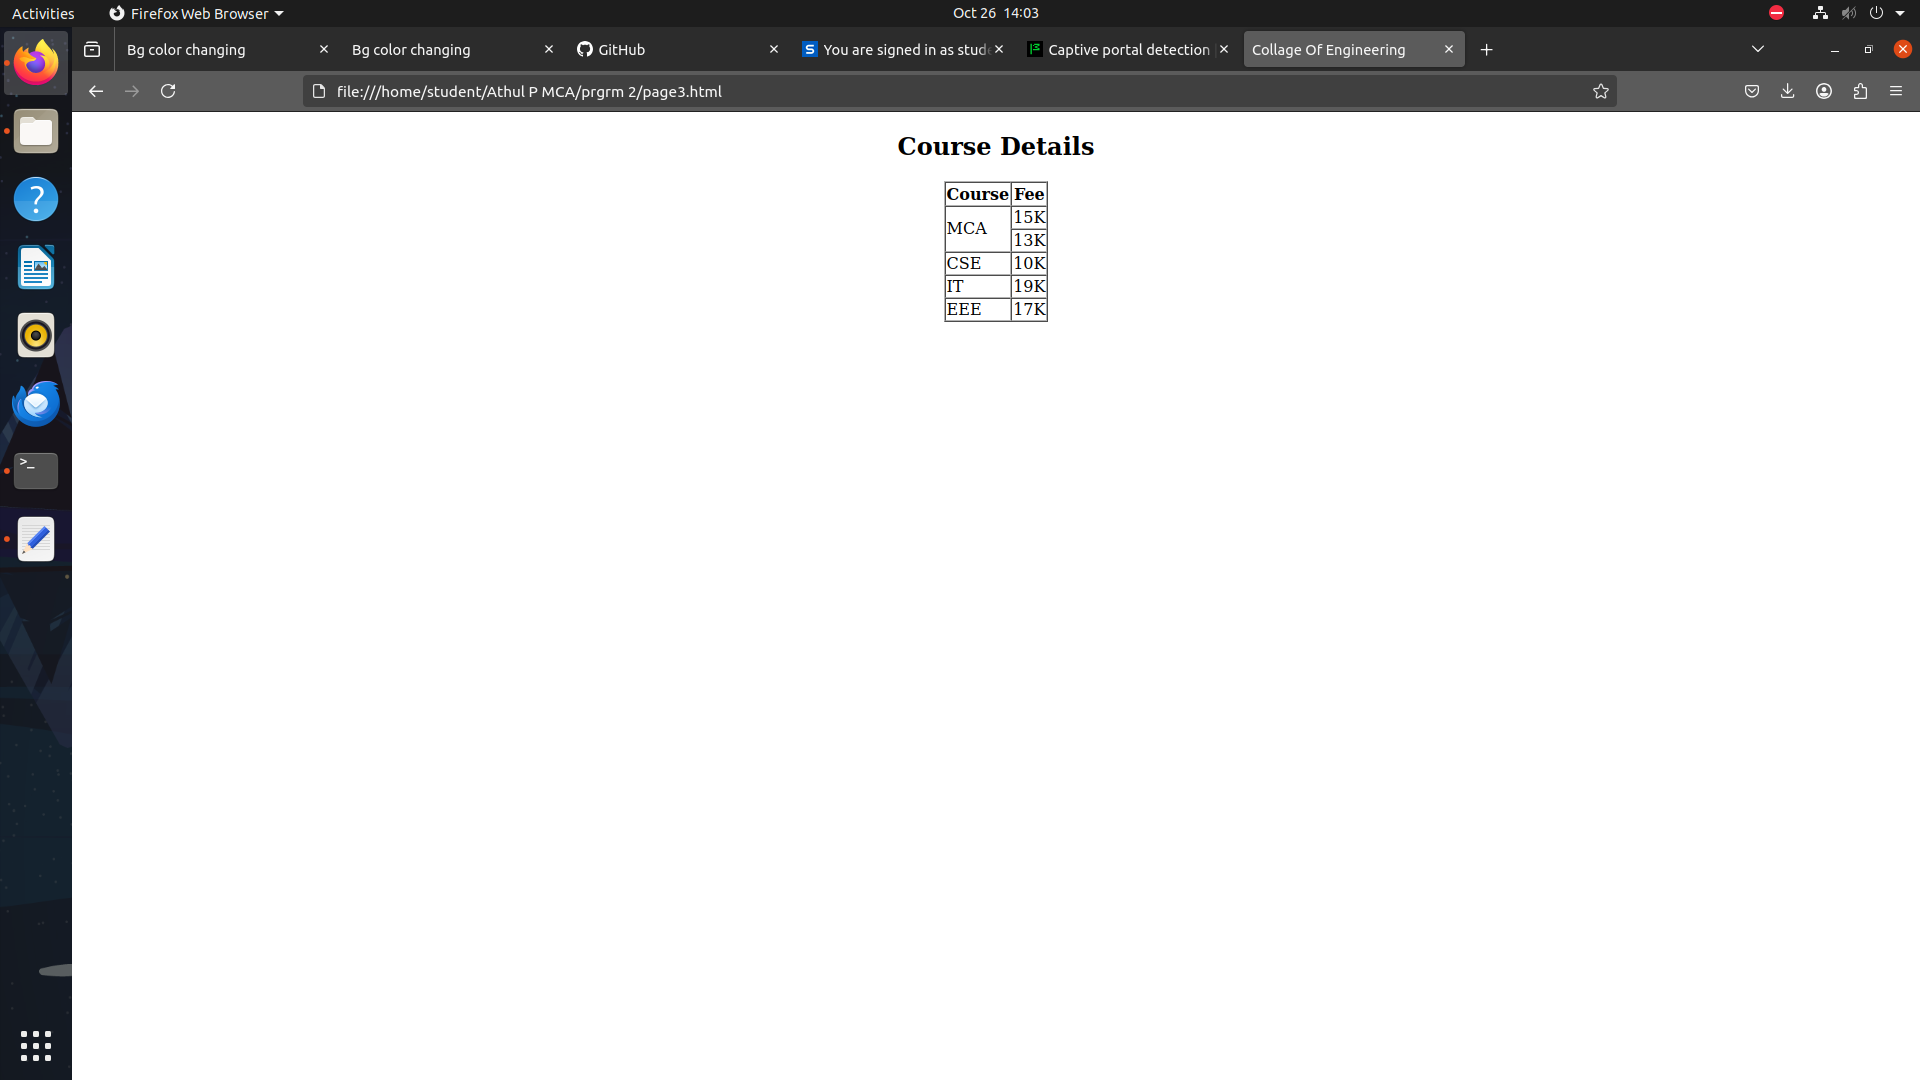 Activities Firefox Web Browser Oct 26 14:03
Bg color changing Bg color changing GitHub You are signed in as stud Captive portal detection Collage Of Engineering
file:///home/student/Athul P MCA/prgrm 2/page3.html
Course Details
Course Fee
MCA 15K
13K
CSE 10K
IT 19K
EEE 17K